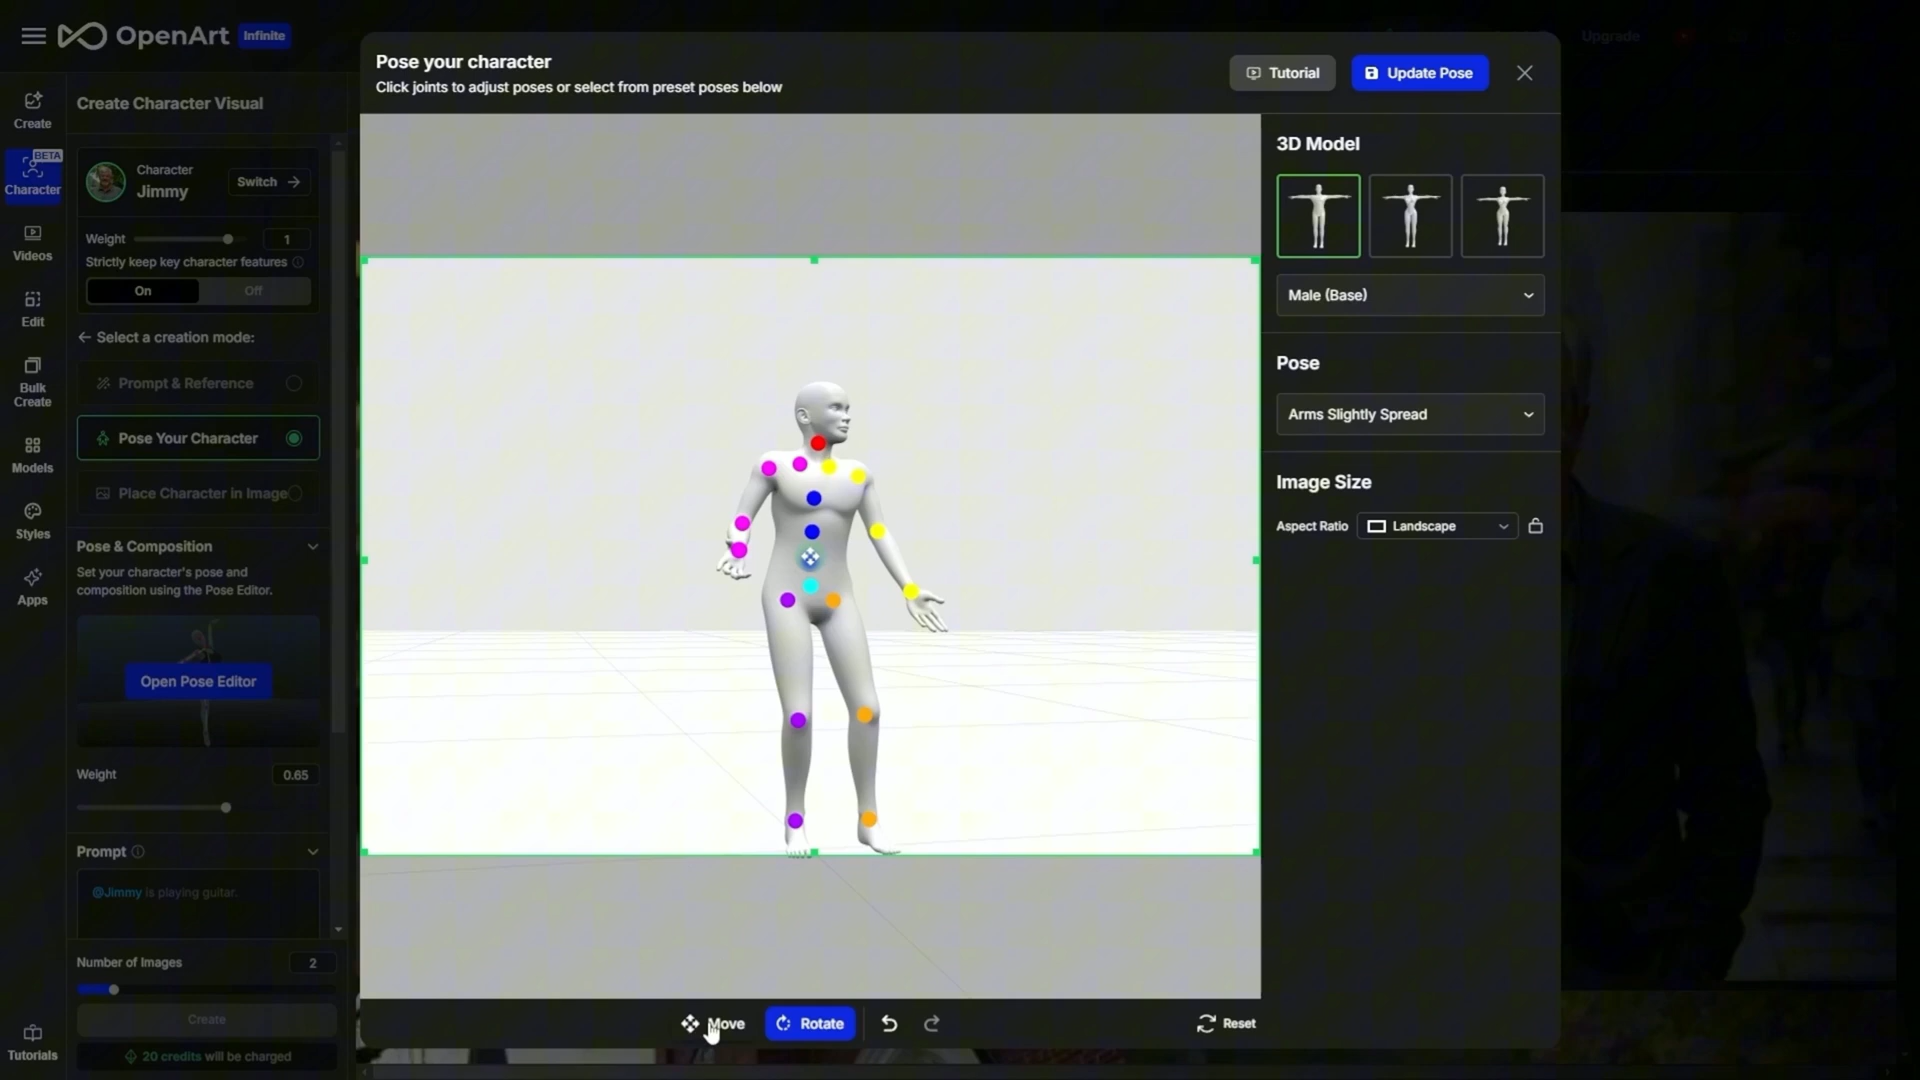 OpenArt Infinite
Upgrade
Create
BETA
Character
Videos
Edit
Bulk
Create
Models
Styles
Apps
Tutorials
Create Character Visual
Character
Jimmy
Switch
Weight
1
Strictly keep key character features
On
Off
Select a creation mode:
Prompt & Reference
Pose Your Character
Place Character in Image
Pose & Composition
Set your character's pose and
composition using the Pose Editor.
Open Pose Editor
Weight
0.65
Prompt
@Jimmy is playing guitar.
Number of Images
2
Create
20 credits will be charged
Pose your character
Click joints to adjust poses or select from preset poses below
Tutorial
Update Pose
3D Model
Male (Base)
Pose
Arms Slightly Spread
Image Size
Aspect Ratio
Landscape
Move
Rotate
Reset